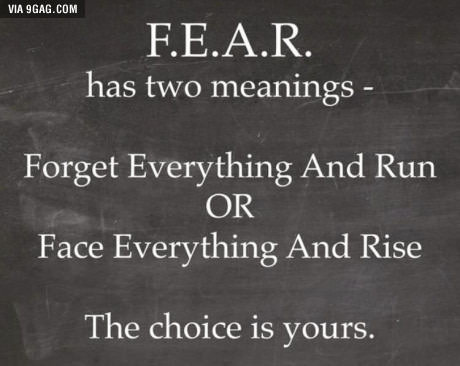 VIA 9GAG.COM
F.E.A.R.
has two meanings -
Forget Everything And Run
OR
Face Everything And Rise
The choice is yours.